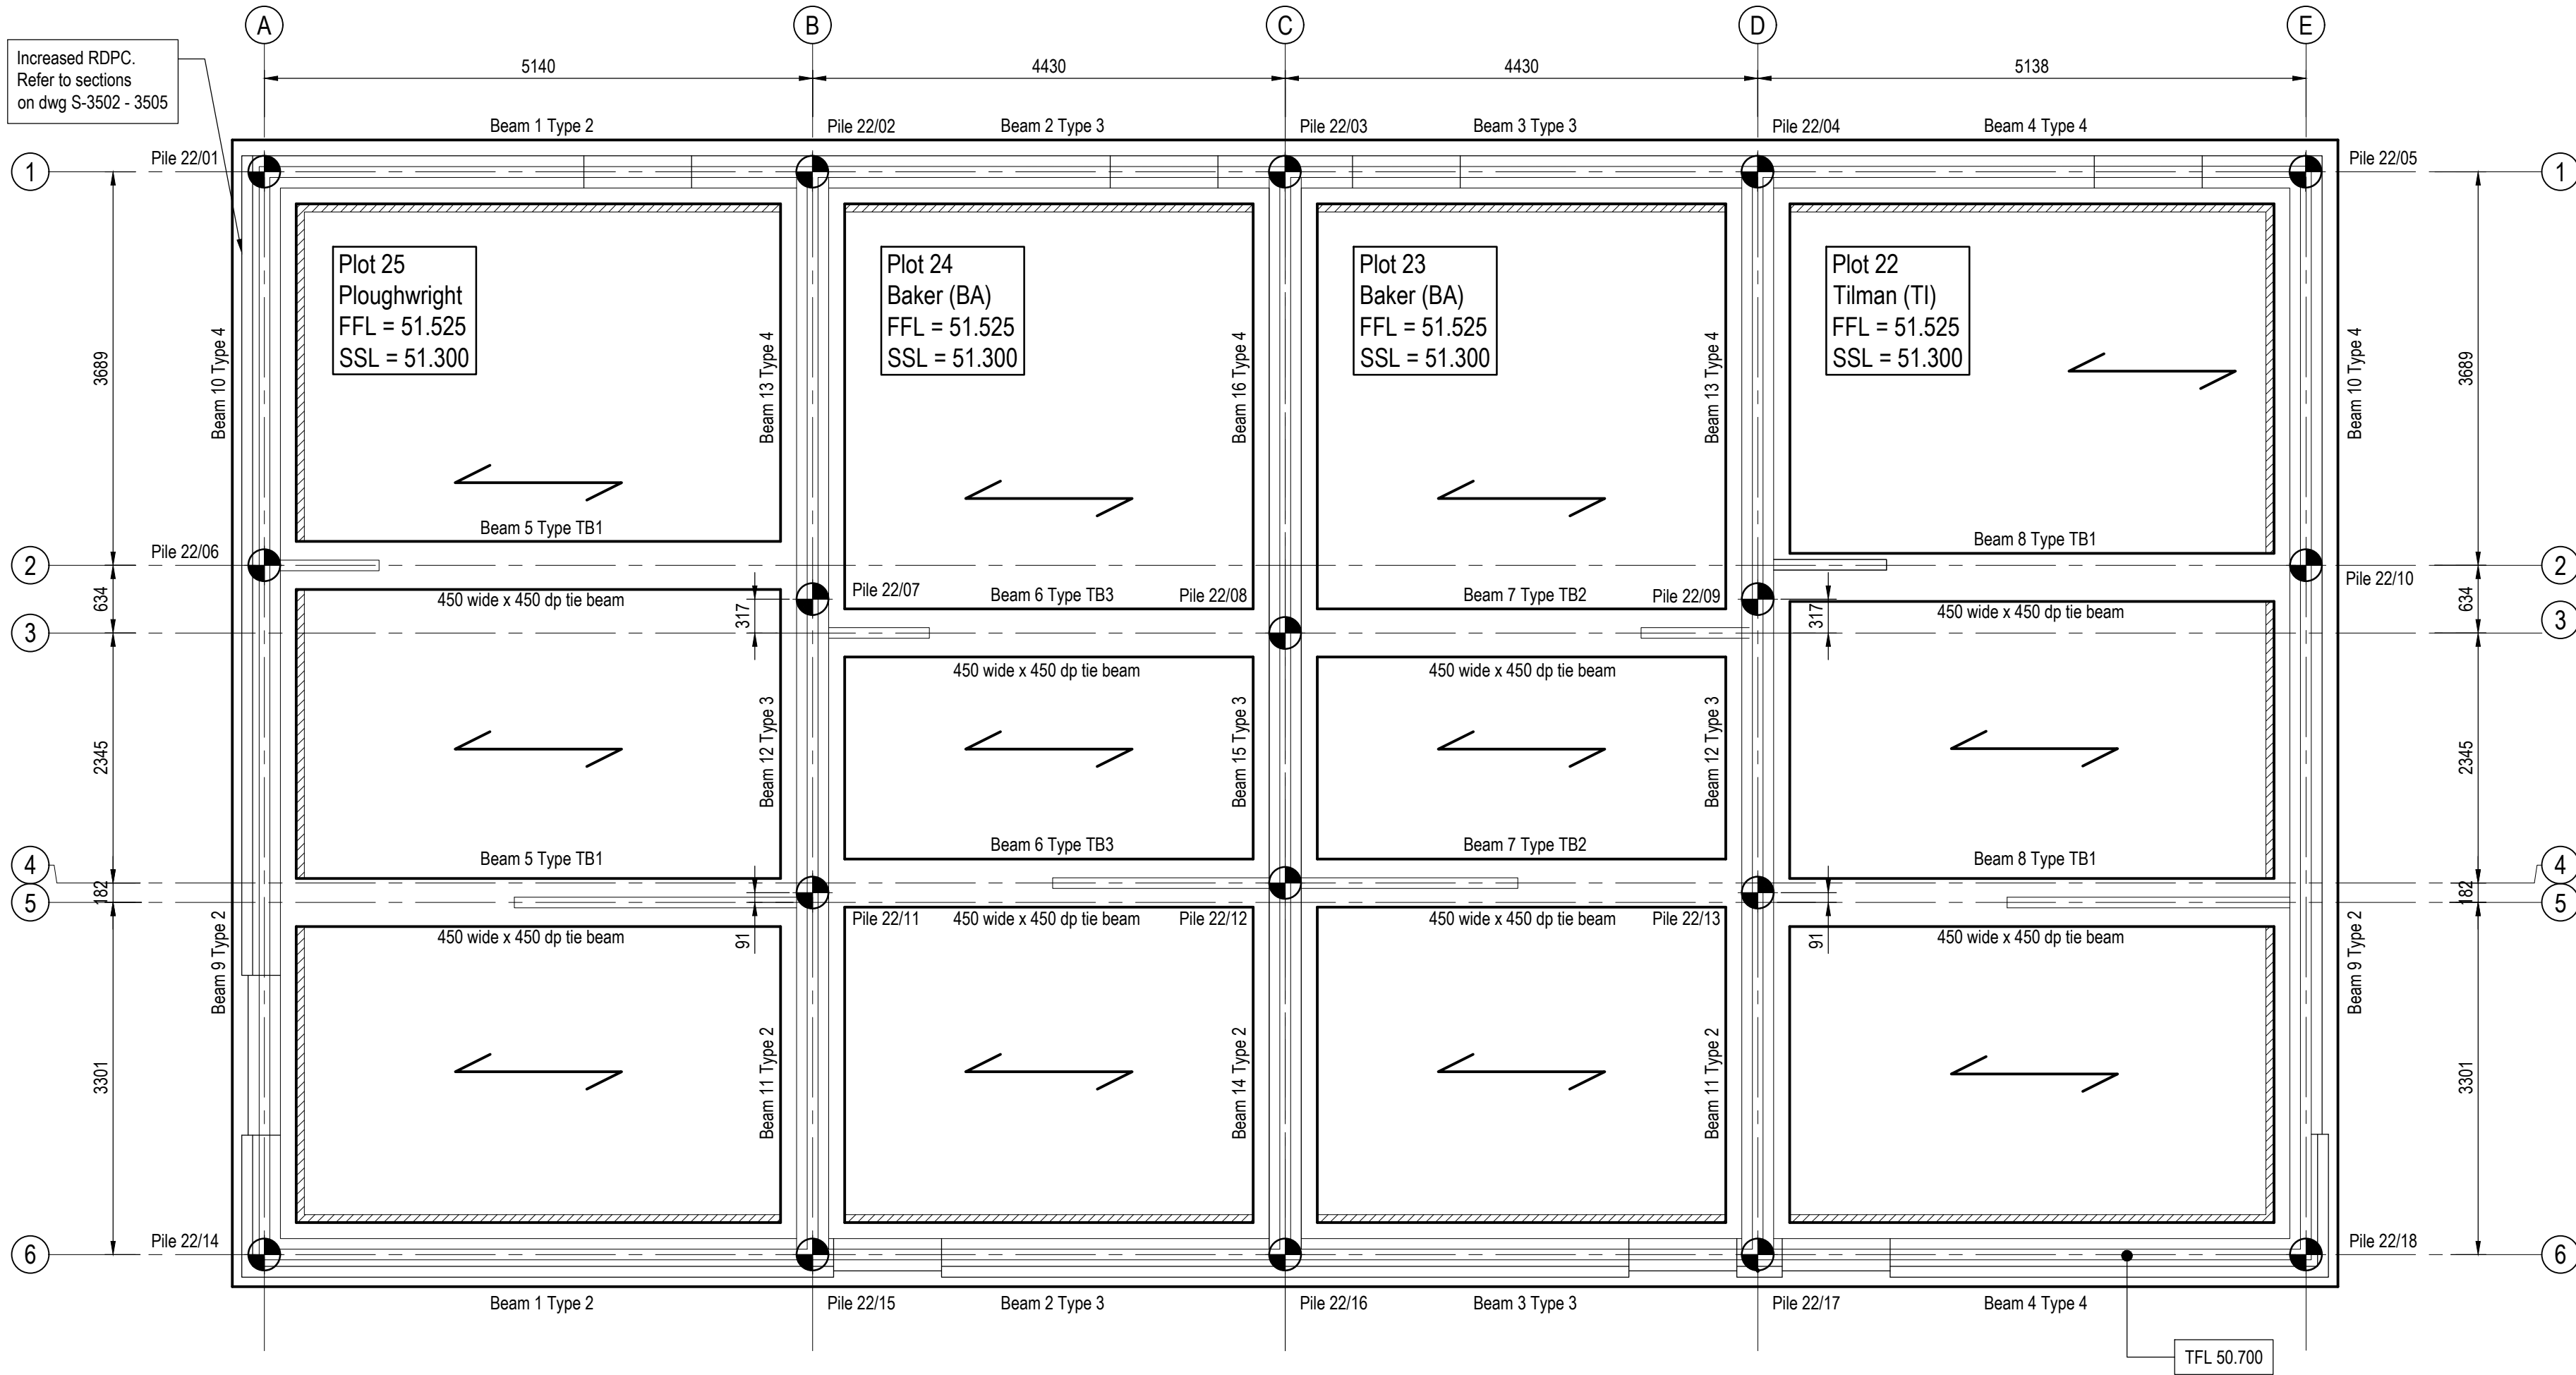 A
B
C
D
E
Increased RDPC.
Refer to sections
on dwg S-3502 - 3505
5140
4430
4430
5138
Beam 1 Type 2
Pile 22/02
Beam 2 Type 3
Pile 22/03
Beam 3 Type 3
Pile 22/04
Beam 4 Type 4
Pile 22/01
Pile 22/05
1
1
Plot 25
Ploughwright
FFL = 51.525
SSL = 51.300
Plot 24
Baker (BA)
FFL = 51.525
SSL = 51.300
Plot 23
Baker (BA)
FFL = 51.525
SSL = 51.300
Plot 22
Tilman (TI)
FFL = 51.525
SSL = 51.300
3689
Beam 10 Type 4
Beam 13 Type 4
Beam 16 Type 4
Beam 13 Type 4
Beam 10 Type 4
3689
Beam 5 Type TB1
Beam 8 Type TB1
Pile 22/06
2
2
Pile 22/10
634
450 wide x 450 dp tie beam
317
Pile 22/07
Beam 6 Type TB3
Pile 22/08
Beam 7 Type TB2
Pile 22/09
317
450 wide x 450 dp tie beam
634
3
3
450 wide x 450 dp tie beam
450 wide x 450 dp tie beam
2345
Beam 12 Type 3
Beam 15 Type 3
Beam 12 Type 3
2345
Beam 5 Type TB1
Beam 6 Type TB3
Beam 7 Type TB2
Beam 8 Type TB1
4
4
182
182
5
5
Pile 22/11
450 wide x 450 dp tie beam
Pile 22/12
450 wide x 450 dp tie beam
Pile 22/13
450 wide x 450 dp tie beam
91
91
450 wide x 450 dp tie beam
Beam 9 Type 2
Beam 9 Type 2
3301
Beam 11 Type 2
Beam 14 Type 2
Beam 11 Type 2
3301
Pile 22/14
Pile 22/18
6
6
Beam 1 Type 2
Pile 22/15
Beam 2 Type 3
Pile 22/16
Beam 3 Type 3
Pile 22/17
Beam 4 Type 4
TFL 50.700